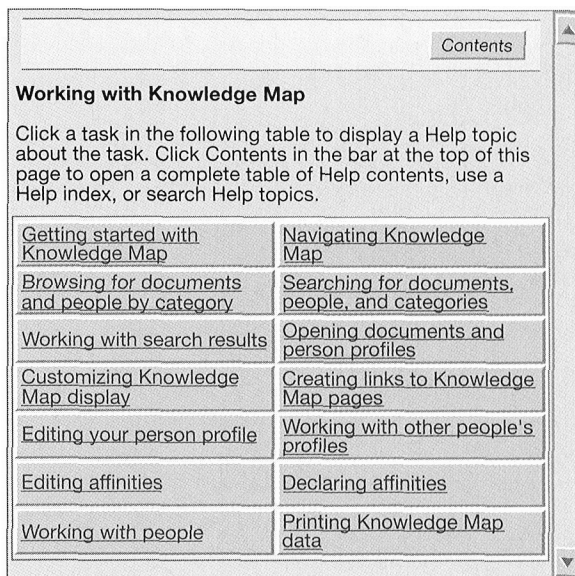 Contents
Working with Knowledge Map
Click a task in the following table to display a Help topic
about the task. Click Contents in the bar at the top of this
page to open a complete table of Help contents, use a
Help index, or search Help topics.
Getting started with
Knowledge Map
Navigating Knowledge
Map
Browsing for documents
and people by category
Searching for documents,
people, and categories
Working with search results
Opening documents and
person profiles
Customizing Knowledge
Map display
Creating links to Knowledge
Map pages
Editing your person profile
Working with other people's
profiles
Editing affinities
Declaring affinities
Working with people
Printing Knowledge Map
data